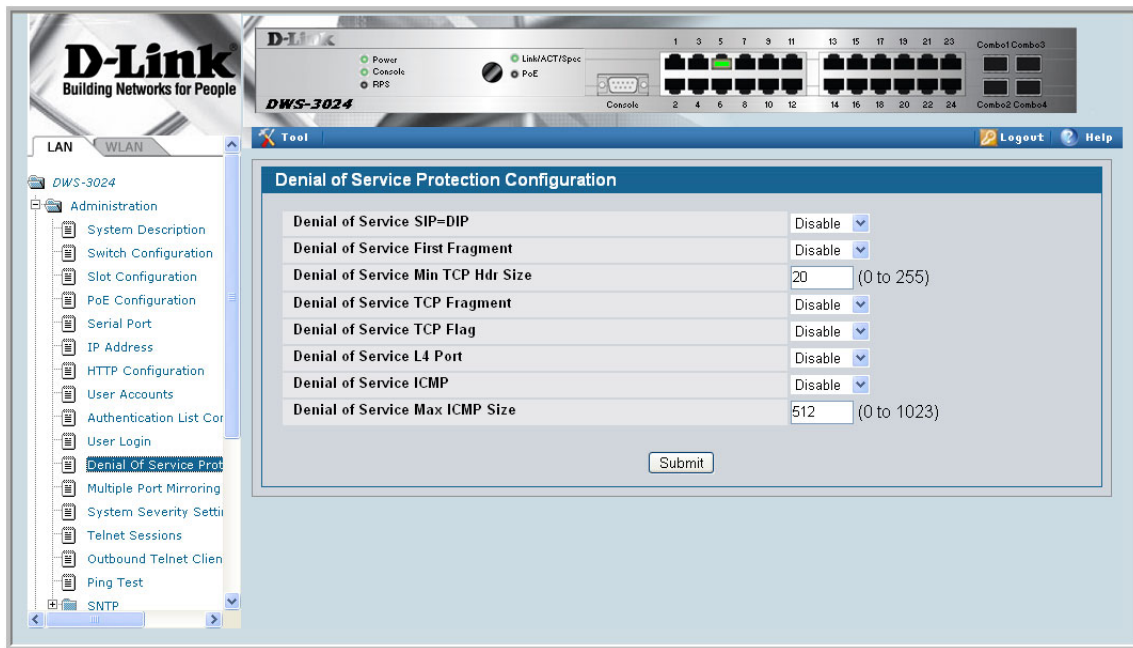 D-Link
Building Networks for People
D-Link
Power
Console
RPS
Link/ACT/Spec
PoE
Console
DWS-3024
1 3 5 7 9 11 13 15 17 19 21 23
2 4 6 8 10 12 14 16 18 20 22 24
Combo1 Combo3
Combo2 Combo4
Tool
Logout
Help
LAN
WLAN
DWS-3024
Administration
System Description
Switch Configuration
Slot Configuration
PoE Configuration
Serial Port
IP Address
HTTP Configuration
User Accounts
Authentication List Cor
User Login
Denial Of Service Prot
Multiple Port Mirroring
System Severity Setti
Telnet Sessions
Outbound Telnet Clien
Ping Test
SNTP
Denial of Service Protection Configuration
Denial of Service SIP=DIP Disable
Denial of Service First Fragment Disable
Denial of Service Min TCP Hdr Size 20 (0 to 255)
Denial of Service TCP Fragment Disable
Denial of Service TCP Flag Disable
Denial of Service L4 Port Disable
Denial of Service ICMP Disable
Denial of Service Max ICMP Size 512 (0 to 1023)
Submit